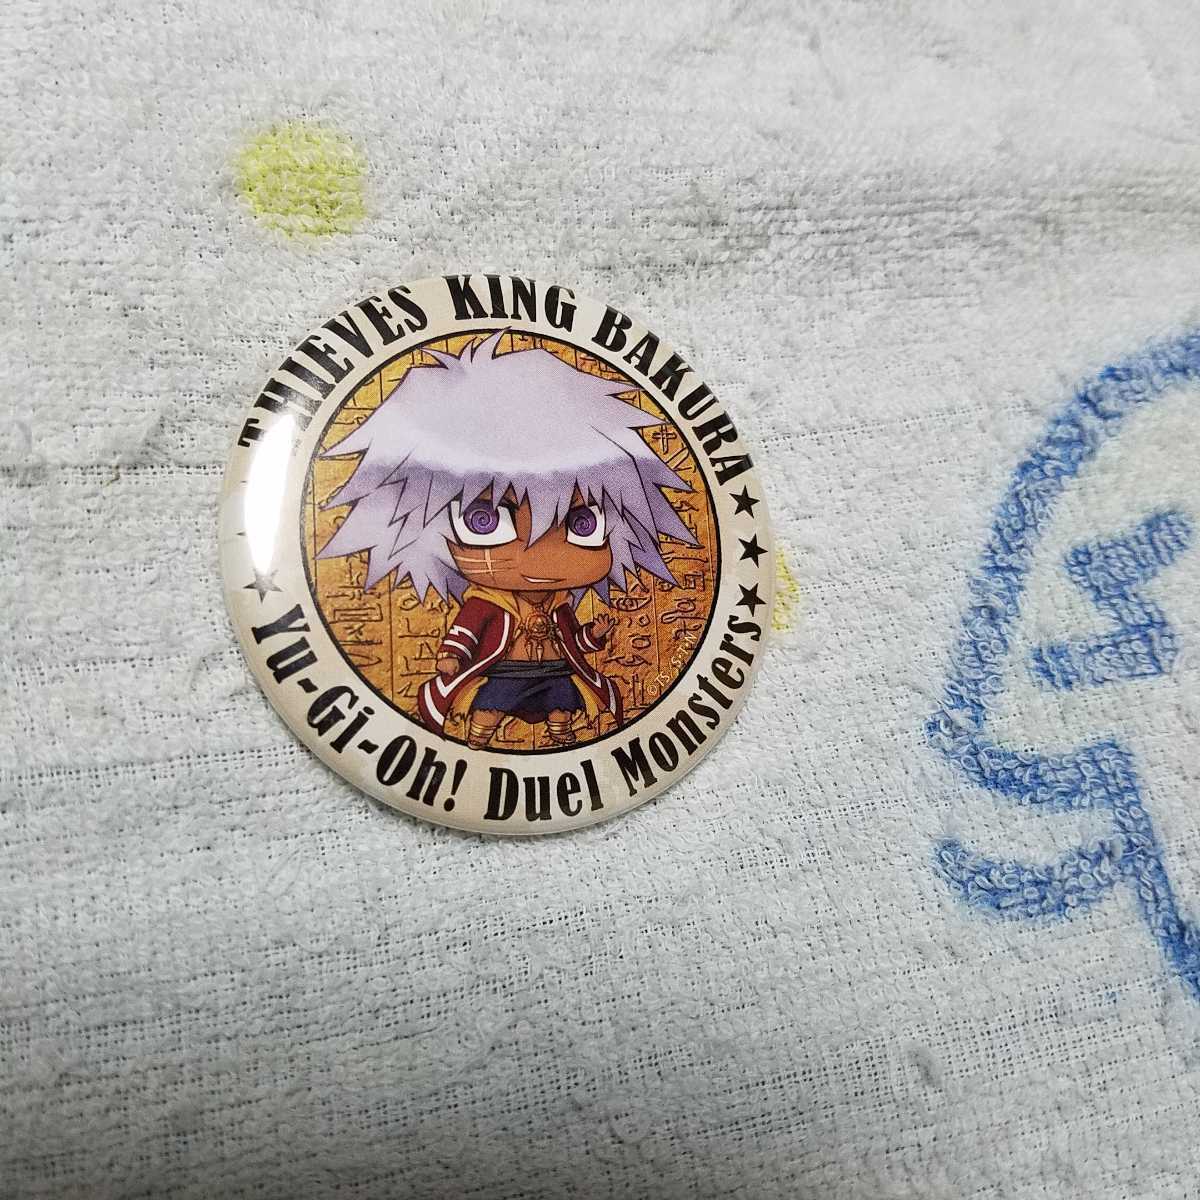 THIEVES KING BAKURA
Yu-Gi-Oh! Duel Monsters